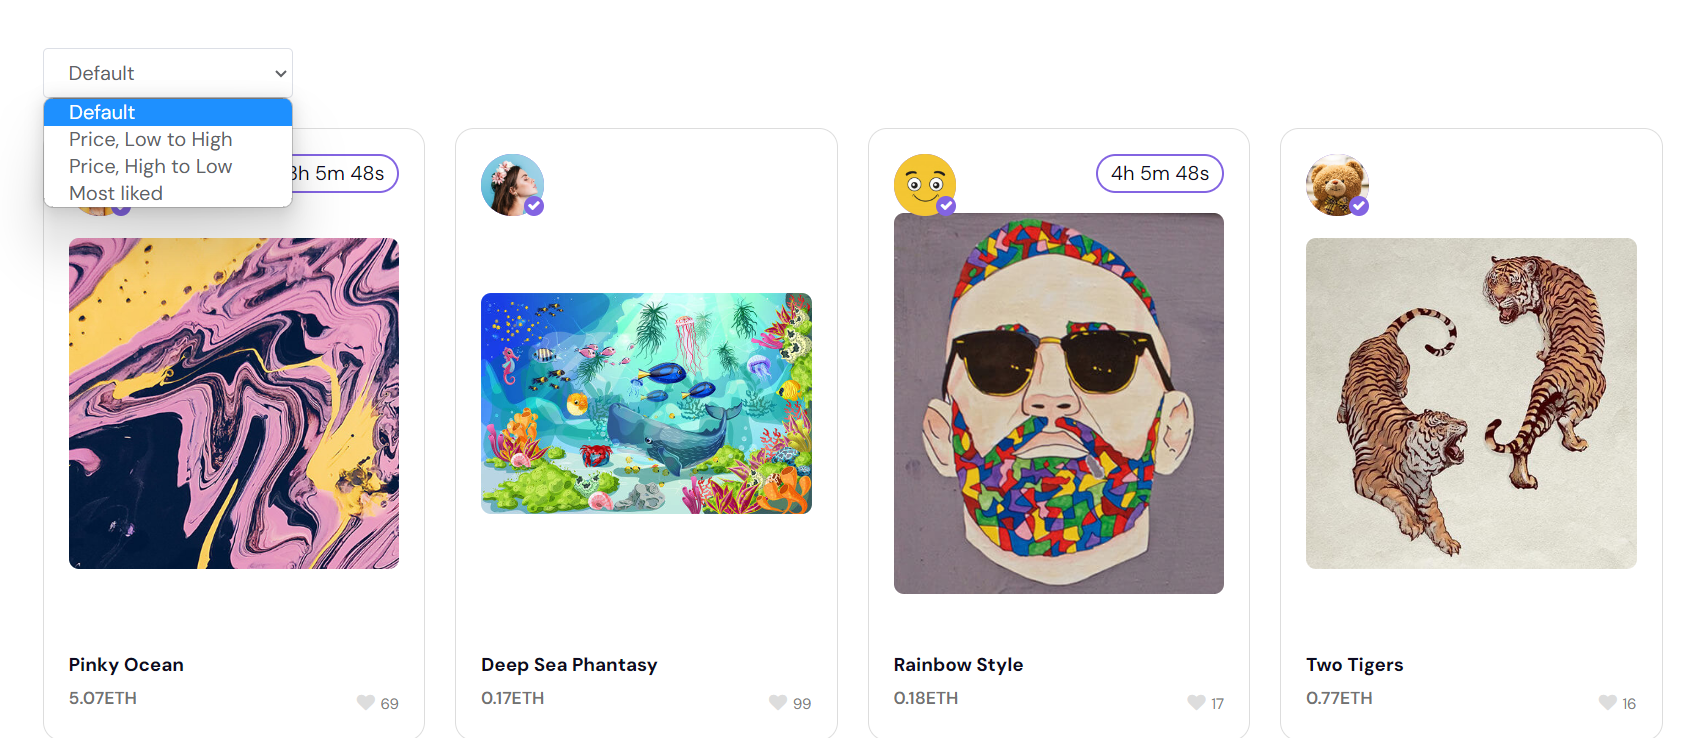 Default
Default
Price, Low to High
Price, High to Low
Most liked
h 5m 48s
4h 5m 48s
Pinky Ocean
5.07ETH
69
Deep Sea Phantasy
0.17ETH
99
Rainbow Style
0.18ETH
17
Two Tigers
0.77ETH
16